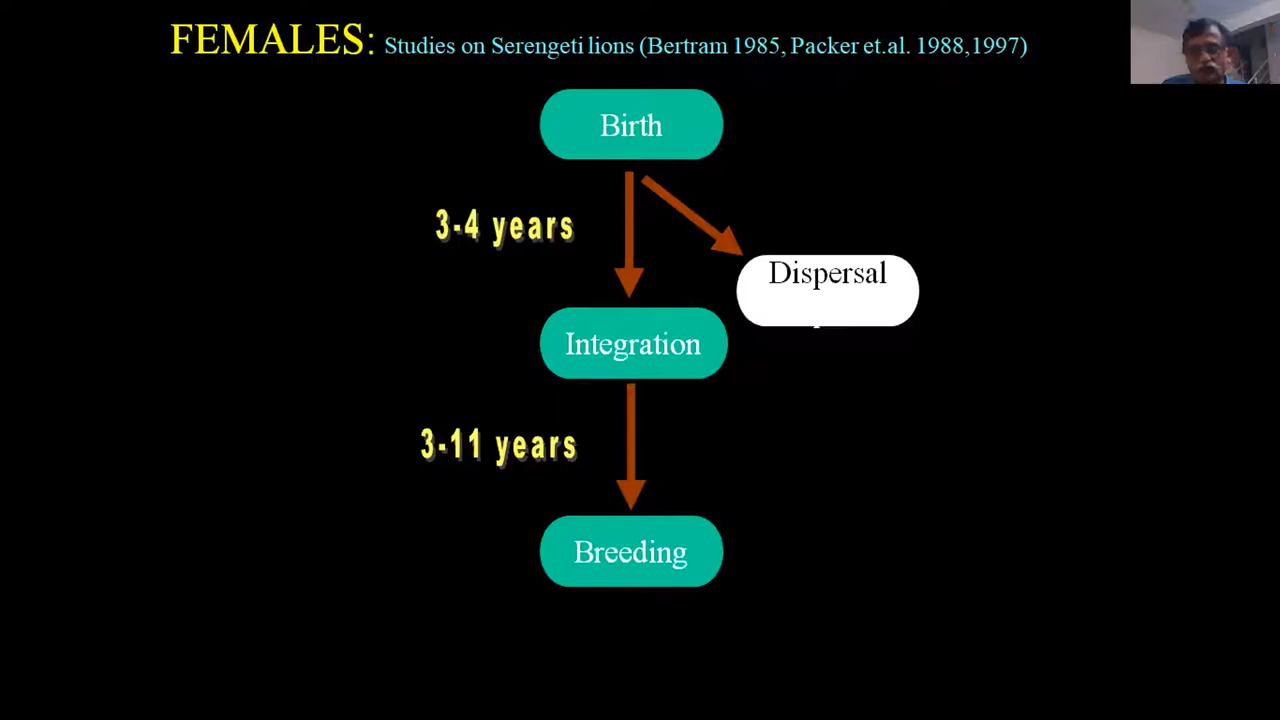 FEMALES: Studies on Serengeti lions (Bertram 1985, Packer et.al. 1988,1997)
Birth
3-4 years
Dispersal
Integration
3-11 years
Breeding